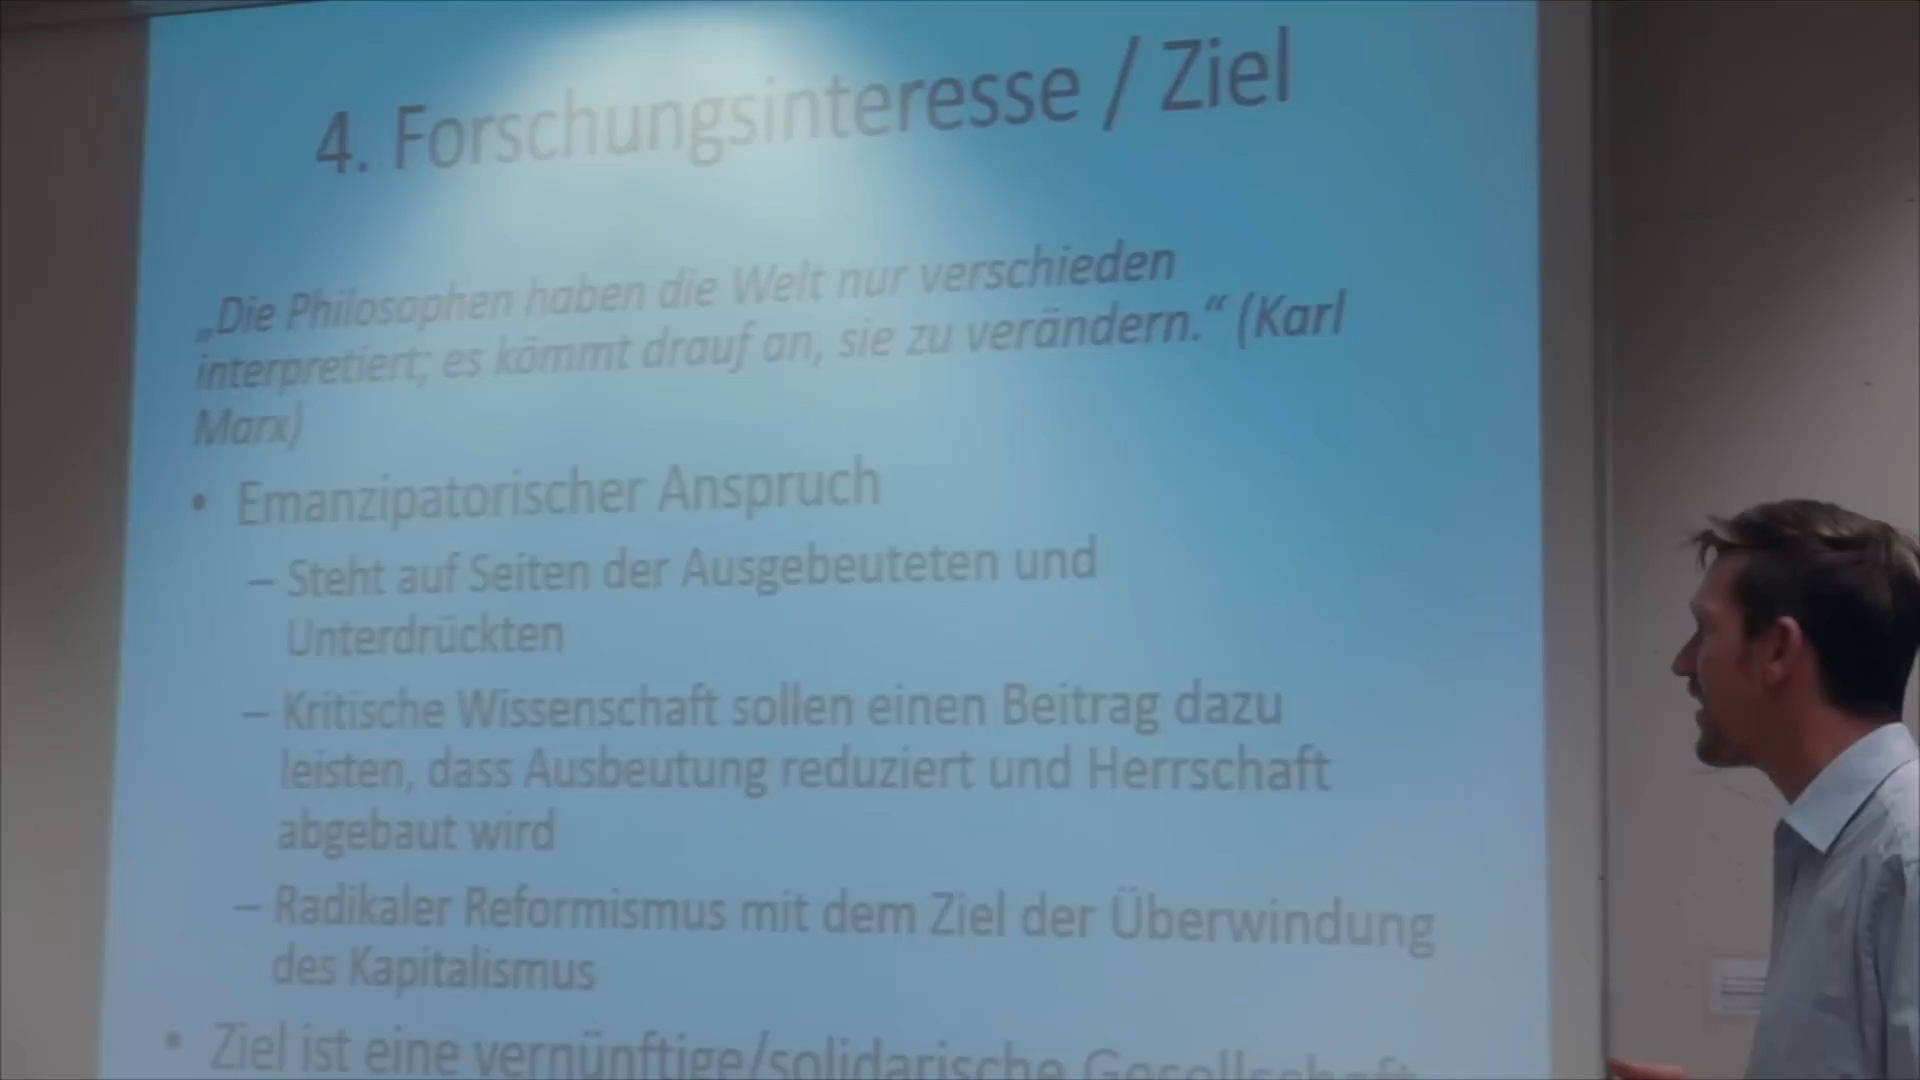 4. Forschungsinteresse / Ziel
„Die Philosophen haben die Welt nur verschieden
interpretiert; es kömmt drauf an, sie zu verändern.“ (Karl
Marx)
• Emanzipatorischer Anspruch
– Steht auf Seiten der Ausgebeuteten und
Unterdrückten
– Kritische Wissenschaft sollen einen Beitrag dazu
leisten, dass Ausbeutung reduziert und Herrschaft
abgebaut wird
– Radikaler Reformismus mit dem Ziel der Überwindung
des Kapitalismus
• Ziel ist eine vernünftige/solidarische Gesellschaft